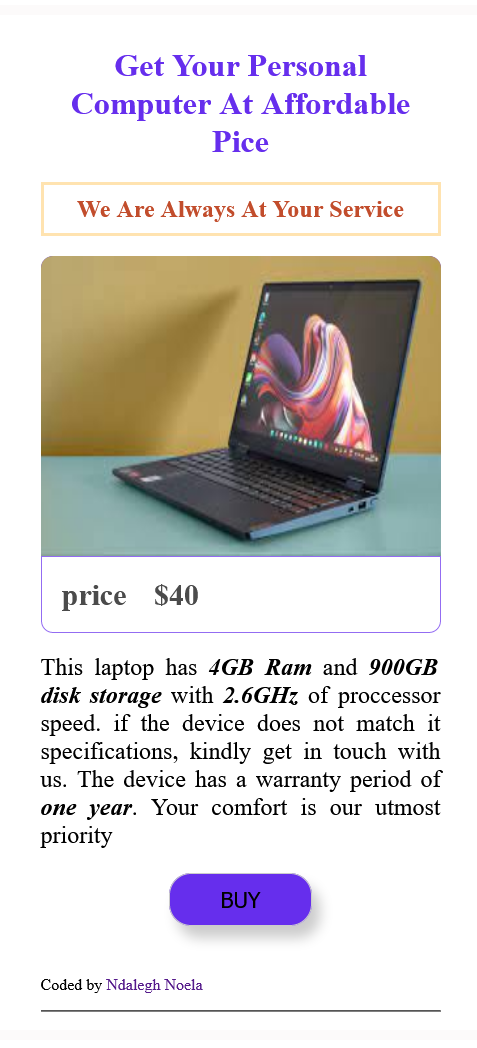 Get Your Personal
Computer At Affordable
Pice
We Are Always At Your Service
price $40
This laptop has 4GB Ram and 900GB
disk storage with 2.6GHz of proccessor
speed. if the device does not match it
specifications, kindly get in touch with
us. The device has a warranty period of
one year. Your comfort is our utmost
priority
BUY
Coded by Ndalegh Noela